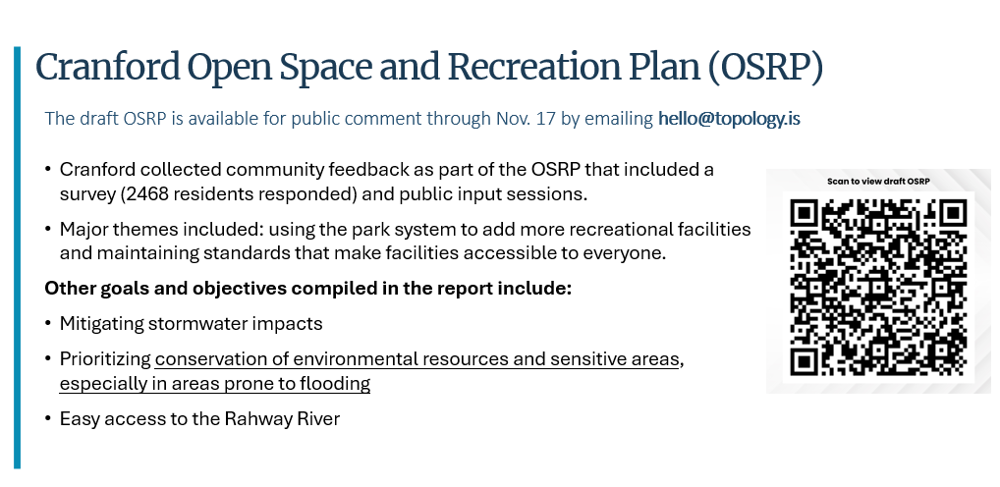 Cranford Open Space and Recreation Plan (OSRP)
The draft OSRP is available for public comment through Nov. 17 by emailing hello@topology.is
• Cranford collected community feedback as part of the OSRP that included a
survey (2468 residents responded) and public input sessions.
• Major themes included: using the park system to add more recreational facilities
and maintaining standards that make facilities accessible to everyone.
Other goals and objectives compiled in the report include:
• Mitigating stormwater impacts
• Prioritizing conservation of environmental resources and sensitive areas,
especially in areas prone to flooding
• Easy access to the Rahway River
Scan to view draft OSRP